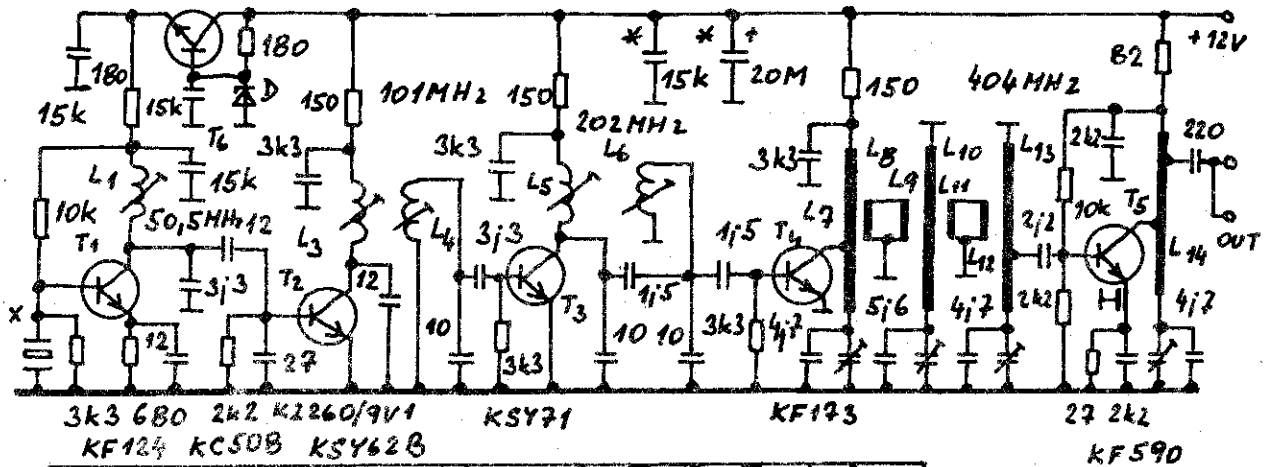 180 180 * * + + 12V
15k 15k D 150 101MHz 150 15k 20M 150 404MHz 82
T6 202MHz
3k3 3k3 L6 3k3 L8 L10 L13 2k2 220
L1 15k L5 L9 L11
10k 50,5MHz 12 L3 L4 3j3 1j5 T4 L7 2j2 10k T5
T1 L12 OUT
3j3 T2 12 T3 1j5 5j6 4j7 2k2 L14 4j7
X 12 27 10 3k3 10 10 3k3 4j7
3k3 680 2k2 KZ260/9V1 KSY71 KF173 27 2k2
KF124 KC508 KSY62B KF590